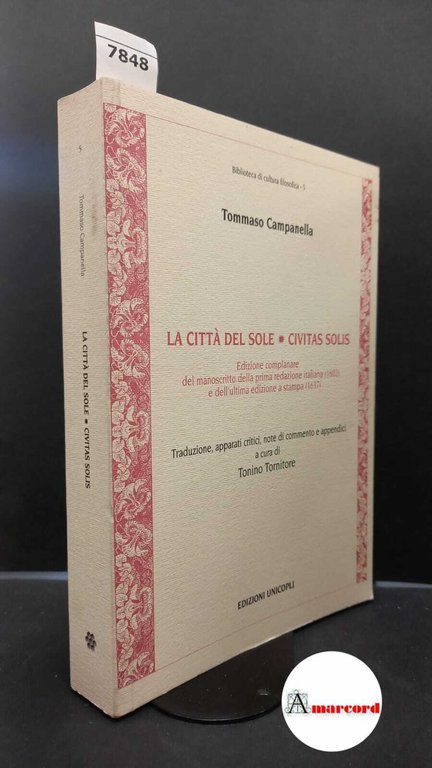 7848
Biblioteca di cultura filosofica - 5
Tommaso Campanella
LA CITTÀ DEL SOLE • CIVITAS SOLIS
Edizione complanare
del manoscritto della prima redazione italiana (1602)
e dell'ultima edizione a stampa (1637)
Traduzione, apparati critici, note di commento e appendici
a cura di
Tonino Tornitore
EDIZIONI UNICOPLI
5
Tommaso Campanella
LA CITTÀ DEL SOLE • CIVITAS SOLIS
Amarcord